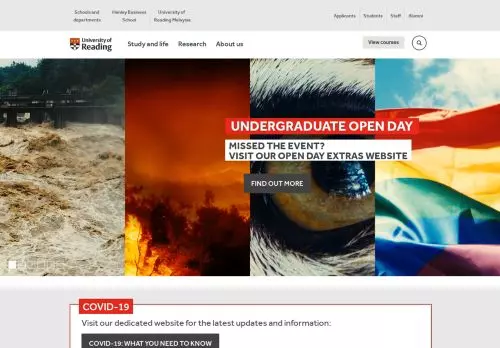 Schools and departments
Henley Business School
University of Reading Malaysia
Applicants
Students
Staff
Alumni
University of Reading
Study and life
Research
About us
View courses
UNDERGRADUATE OPEN DAY
MISSED THE EVENT?
VISIT OUR OPEN DAY EXTRAS WEBSITE
FIND OUT MORE
COVID-19
Visit our dedicated website for the latest updates and information:
COVID-19: WHAT YOU NEED TO KNOW